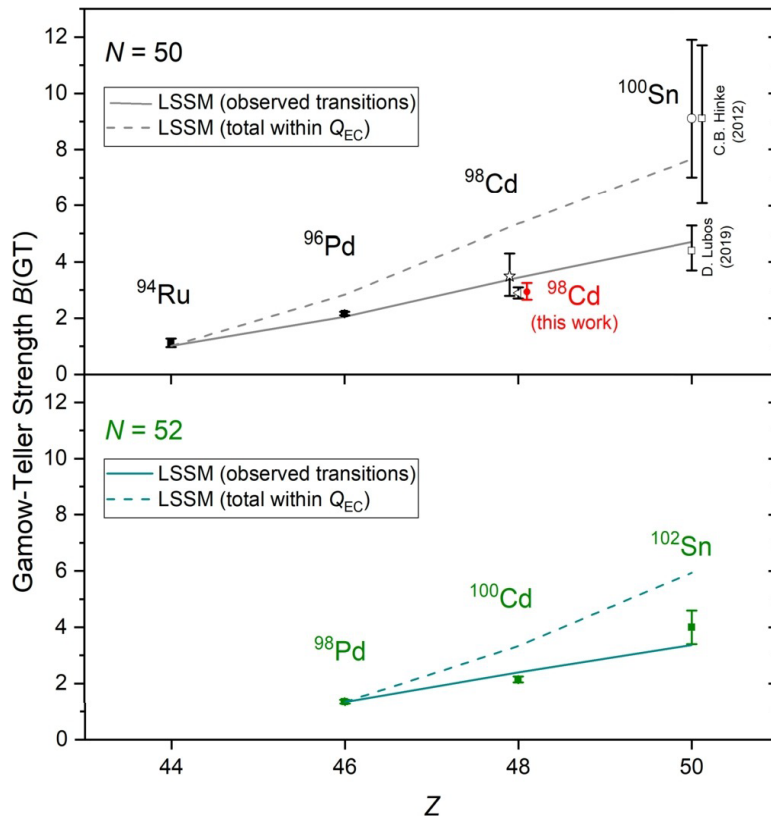 Gamow-Teller Strength B(GT)
12
10
8
6
4
2
0
N = 50
LSSM (observed transitions)
LSSM (total within Q_EC)
⁹⁴Ru
⁹⁶Pd
⁹⁸Cd
¹⁰⁰Sn
C.B. Hinke
(2012)
D. Lubos
(2019)
⁹⁸Cd
(this work)
12
10
8
6
4
2
0
N = 52
LSSM (observed transitions)
LSSM (total within Q_EC)
⁹⁸Pd
¹⁰⁰Cd
¹⁰²Sn
44 46 48 50
Z